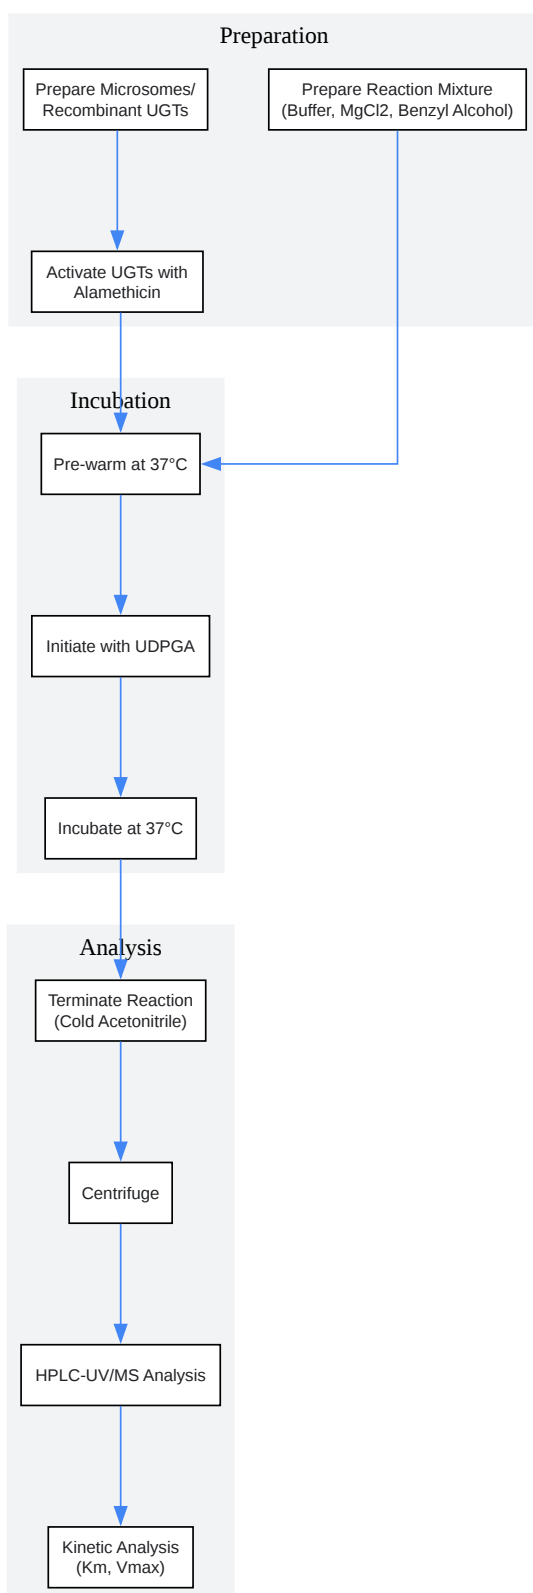 Preparation
Prepare Microsomes/
Recombinant UGTs
Prepare Reaction Mixture
(Buffer, MgCl2, Benzyl Alcohol)
Activate UGTs with
Alamethicin
Incubation
Pre-warm at 37°C
Initiate with UDPGA
Incubate at 37°C
Analysis
Terminate Reaction
(Cold Acetonitrile)
Centrifuge
HPLC-UV/MS Analysis
Kinetic Analysis
(Km, Vmax)